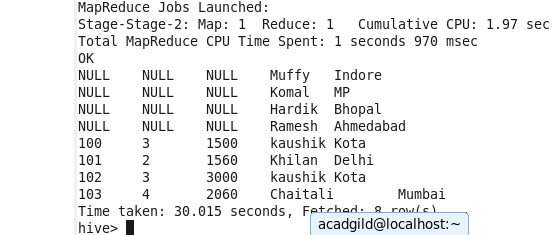 MapReduce Jobs Launched:
Stage-Stage-2: Map: 1  Reduce: 1   Cumulative CPU: 1.97 sec
Total MapReduce CPU Time Spent: 1 seconds 970 msec
OK
NULL    NULL    NULL    Muffy   Indore
NULL    NULL    NULL    Komal   MP
NULL    NULL    NULL    Hardik  Bhopal
NULL    NULL    NULL    Ramesh  Ahmedabad
100     3       1500    kaushik Kota
101     2       1560    Khilan  Delhi
102     3       3000    kaushik Kota
103     4       2060    Chaitali        Mumbai
Time taken: 30.015 seconds, Fetched: 8 row(s)
acadgild@localhost:~
hive>